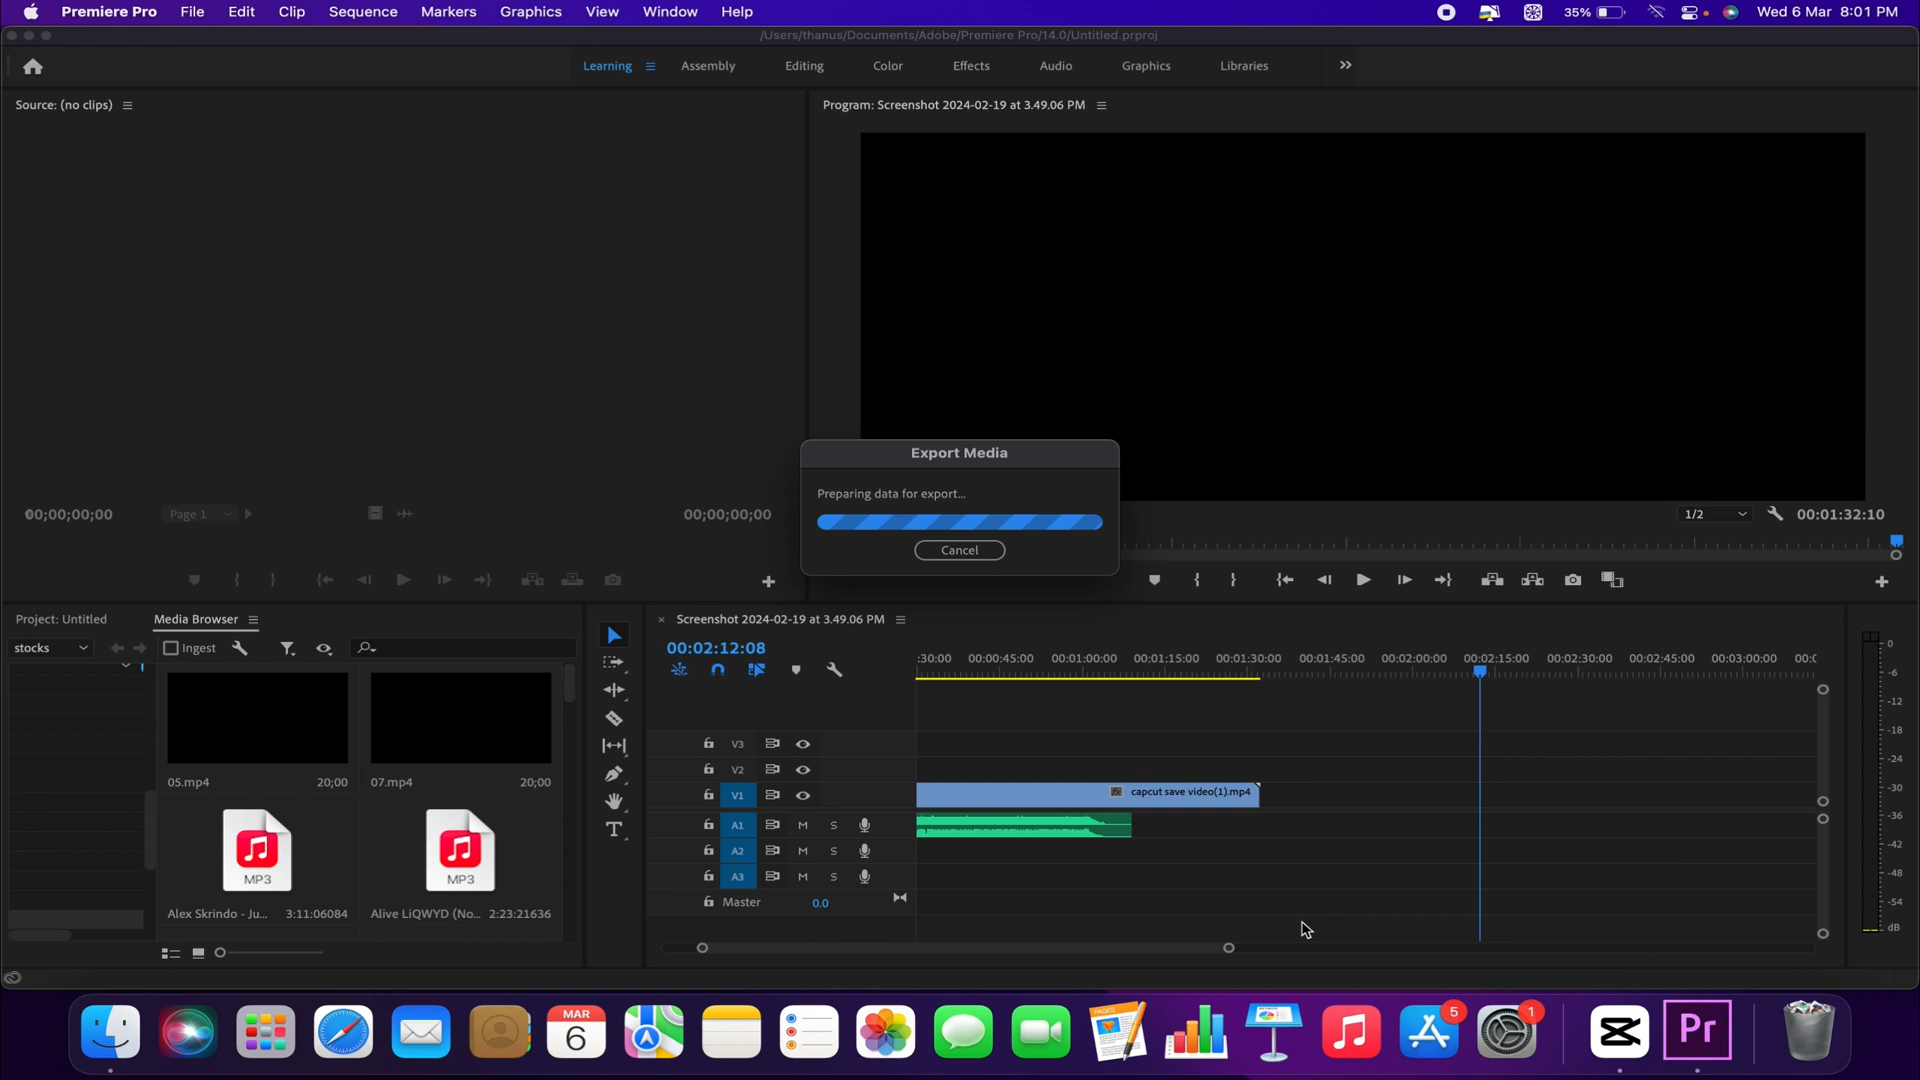 Premiere Pro File Edit Clip Sequence Markers Graphics View Window Help 35% Wed 6 Mar 8:01 PM
/Users/thanus/Documents/Adobe/Premiere Pro/14.0/Untitled.prproj
Learning Assembly Editing Color Effects Audio Graphics Libraries
Source: (no clips)
Program: Screenshot 2024-02-19 at 3.49.06 PM
Export Media
Preparing data for export...
Cancel
00;00;00;00 Page 1 00;00;00;00
1/2 00:01:32:10
Project: Untitled Media Browser
stocks Ingest
05.mp4 20;00 07.mp4 20;00
MP3 MP3
Alex Skrindo - Ju... 3:11:06084 Alive LiQWYD (No... 2:23:21636
Screenshot 2024-02-19 at 3.49.06 PM
00:02:12:08
:30:00 00:00:45:00 00:01:00:00 00:01:15:00 00:01:30:00 00:01:45:00 00:02:00:00 00:02:15:00 00:02:30:00 00:02:45:00 00:03:00:00 00:(
V3
V2
V1 capcut save video(1).mp4
A1 M S
A2 M S
A3 M S
Master 0.0
0
-6
-12
-18
-24
-30
-36
-42
-48
-54
dB
MAR
6
PAGES
5
1
Pr